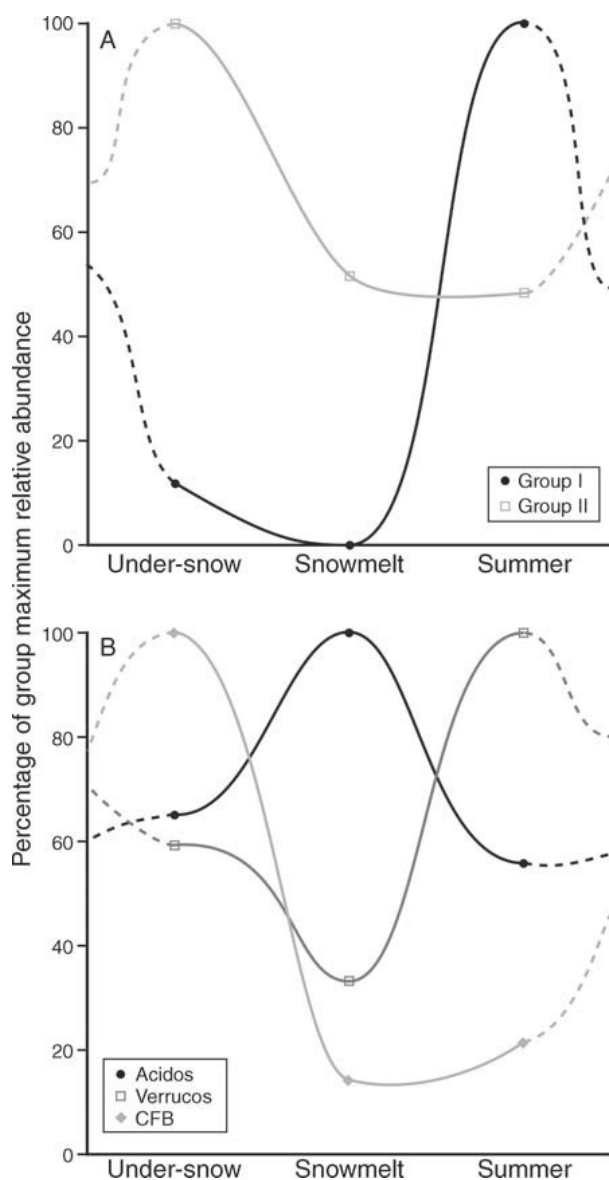 Percentage of group maximum relative abundance
A
100
80
60
40
20
0
Group I
Group II
Under-snow Snowmelt Summer
B
100
80
60
40
20
0
Acidos
Verrucos
CFB
Under-snow Snowmelt Summer